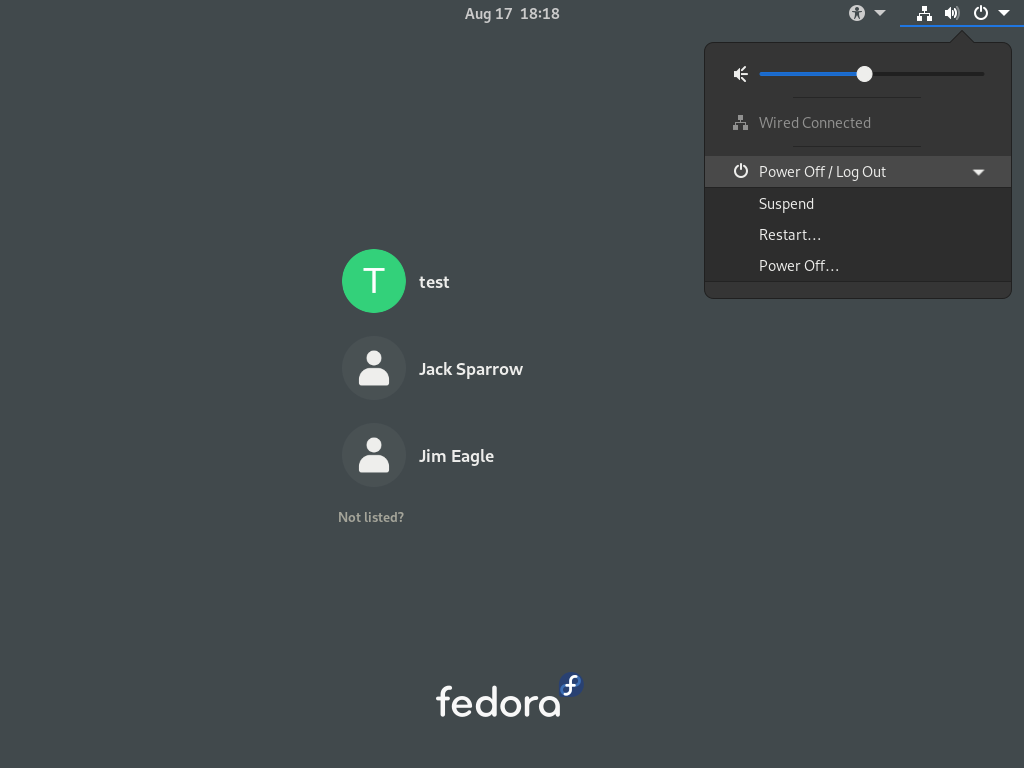 Aug 17 18:18
Wired Connected
Power Off / Log Out
Suspend
Restart…
Power Off…
T
test
Jack Sparrow
Jim Eagle
Not listed?
fedora